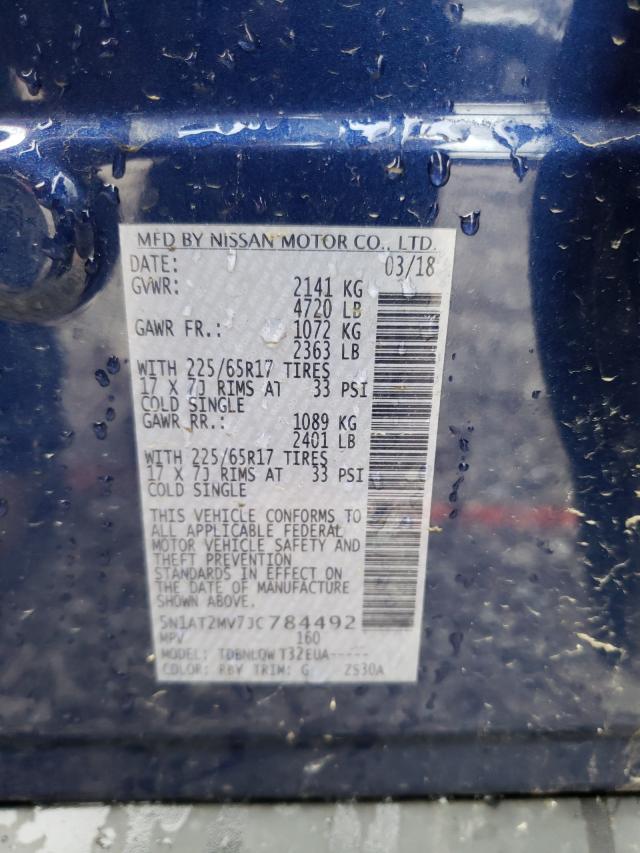 MFD BY NISSAN MOTOR CO., LTD.
DATE: 03/18
GVWR: 2141 KG
4720 LB
GAWR FR.: 1072 KG
2363 LB
WITH 225/65R17 TIRES
17 X 7J RIMS AT 33 PSI
COLD SINGLE
GAWR RR.: 1089 KG
2401 LB
WITH 225/65R17 TIRES
17 X 7J RIMS AT 33 PSI
COLD SINGLE
THIS VEHICLE CONFORMS TO
ALL APPLICABLE FEDERAL
MOTOR VEHICLE SAFETY AND
THEFT PREVENTION
STANDARDS IN EFFECT ON
THE DATE OF MANUFACTURE
SHOWN ABOVE.
5N1AT2MV7JC784492
MPV 160
MODEL: TDBNLQW T32EUA-----
COLOR: RBY TRIM: G ZS30A